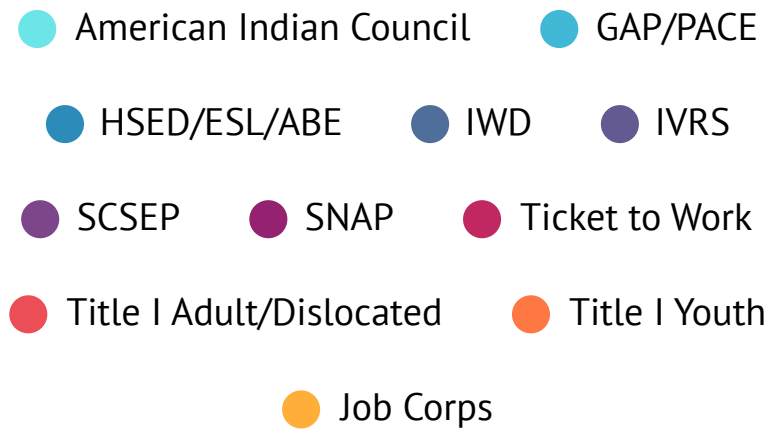 American Indian Council GAP/PACE
HSED/ESL/ABE IWD IVRS
SCSEP SNAP Ticket to Work
Title I Adult/Dislocated Title I Youth
Job Corps